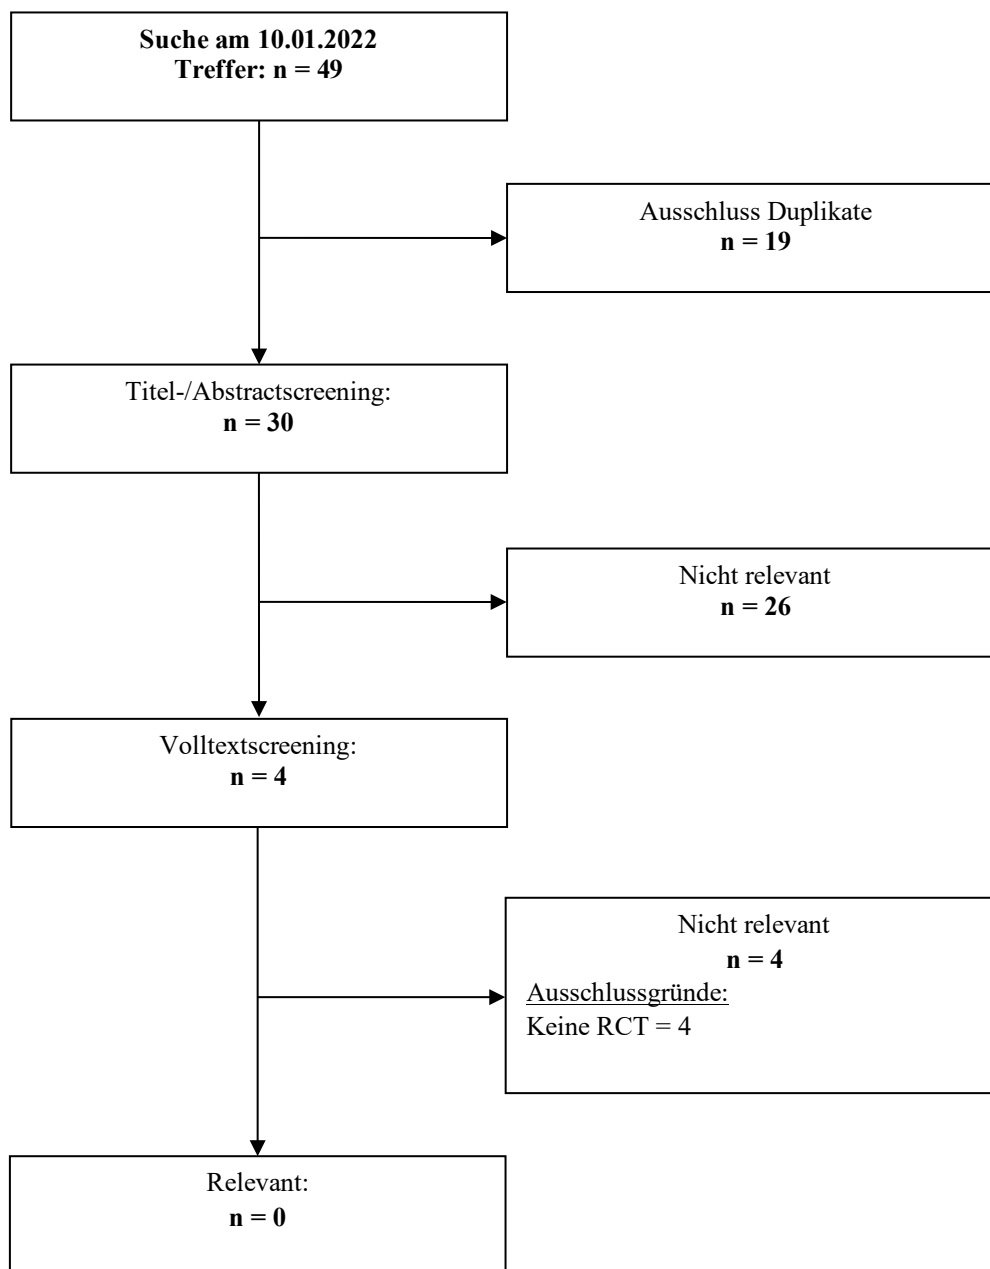 Suche am 10.01.2022
Treffer: n = 49
Ausschluss Duplikate
n = 19
Titel-/Abstractscreening:
n = 30
Nicht relevant
n = 26
Volltextscreening:
n = 4
Nicht relevant
n = 4
Ausschlussgründe:
Keine RCT = 4
Relevant:
n = 0